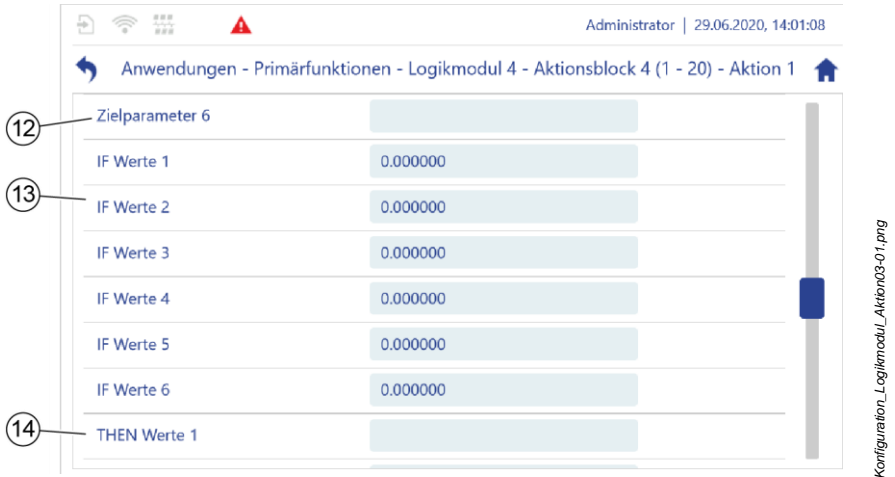 Administrator | 29.06.2020, 14:01:08
Anwendungen - Primärfunktionen - Logikmodul 4 - Aktionsblock 4 (1 - 20) - Aktion 1
12 Zielparameter 6
IF Werte 1 0.000000
13 IF Werte 2 0.000000
IF Werte 3 0.000000
IF Werte 4 0.000000
IF Werte 5 0.000000
IF Werte 6 0.000000
14 THEN Werte 1
Konfiguration_Logikmodul_Aktion03-01.png